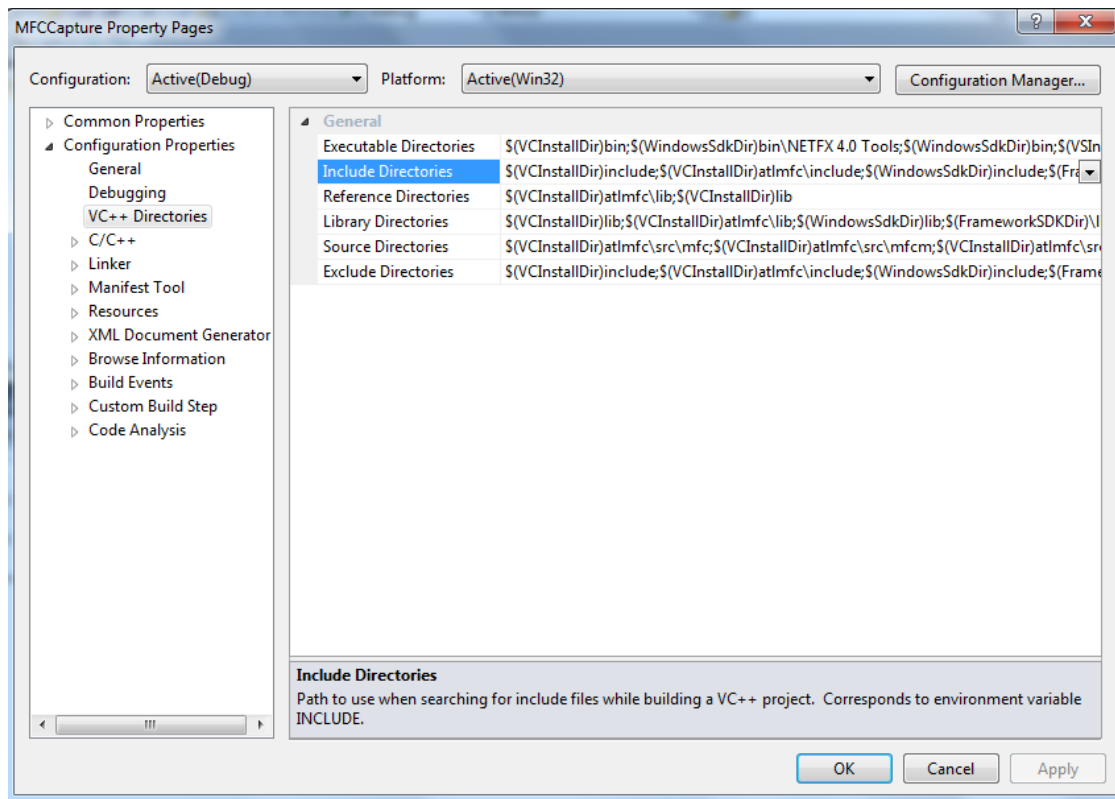 MFCCapture Property Pages
Configuration: Active(Debug) Platform: Active(Win32) Configuration Manager...
Common Properties
Configuration Properties
General
Debugging
VC++ Directories
C/C++
Linker
Manifest Tool
Resources
XML Document Generator
Browse Information
Build Events
Custom Build Step
Code Analysis
General
Executable Directories $(VCInstallDir)bin;$(WindowsSdkDir)bin\NETFX 4.0 Tools;$(WindowsSdkDir)bin;$(VSIn
Include Directories $(VCInstallDir)include;$(VCInstallDir)atlmfc\include;$(WindowsSdkDir)include;$(Fra
Reference Directories $(VCInstallDir)atlmfc\lib;$(VCInstallDir)lib
Library Directories $(VCInstallDir)lib;$(VCInstallDir)atlmfc\lib;$(WindowsSdkDir)lib;$(FrameworkSDKDir)\l
Source Directories $(VCInstallDir)atlmfc\src\mfc;$(VCInstallDir)atlmfc\src\mfcm;$(VCInstallDir)atlmfc\sr
Exclude Directories $(VCInstallDir)include;$(VCInstallDir)atlmfc\include;$(WindowsSdkDir)include;$(Frame
Include Directories
Path to use when searching for include files while building a VC++ project. Corresponds to environment variable
INCLUDE.
OK Cancel Apply